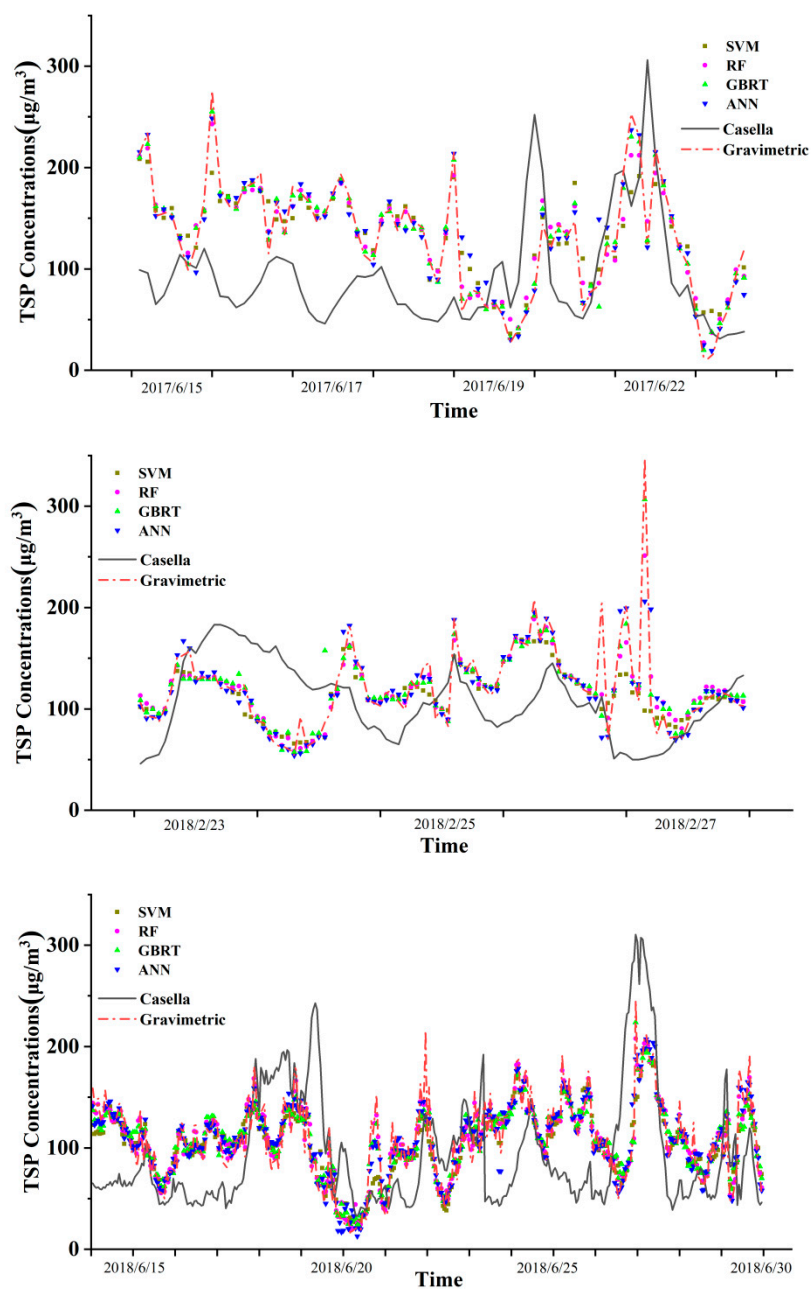 TSP Concentrations(μg/m³)
300
200
100
0
SVM
RF
GBRT
ANN
Casella
Gravimetric
2017/6/15 2017/6/17 2017/6/19 2017/6/22
Time
TSP Concentrations(μg/m³)
300
200
100
0
SVM
RF
GBRT
ANN
Casella
Gravimetric
2018/2/23 2018/2/25 2018/2/27
Time
TSP Concentrations(μg/m³)
300
200
100
0
SVM
RF
GBRT
ANN
Casella
Gravimetric
2018/6/15 2018/6/20 2018/6/25 2018/6/30
Time